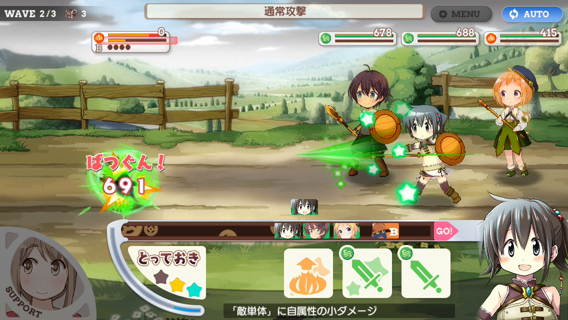 WAVE 2/3 3
通常攻撃
MENU
AUTO
0
678
688
415
B
ばつぐん!
691
B GO!
とっておき
SUPPORT
「敵単体」に自属性の小ダメージ